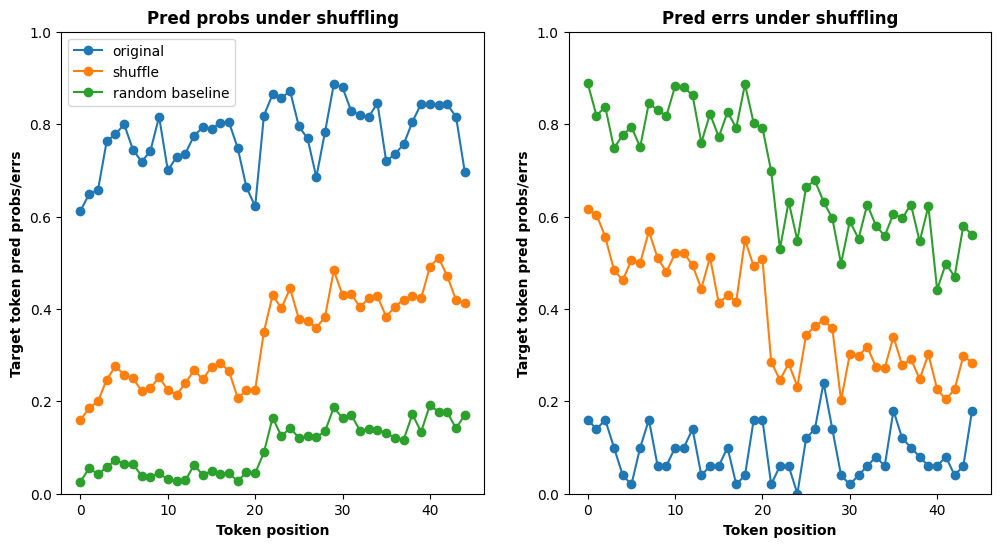 Pred probs under shuffling
Target token pred probs/errs
1.0
0.8
0.6
0.4
0.2
0.0
original
shuffle
random baseline
0 10 20 30 40
Token position
Pred errs under shuffling
Target token pred probs/errs
1.0
0.8
0.6
0.4
0.2
0.0
0 10 20 30 40
Token position